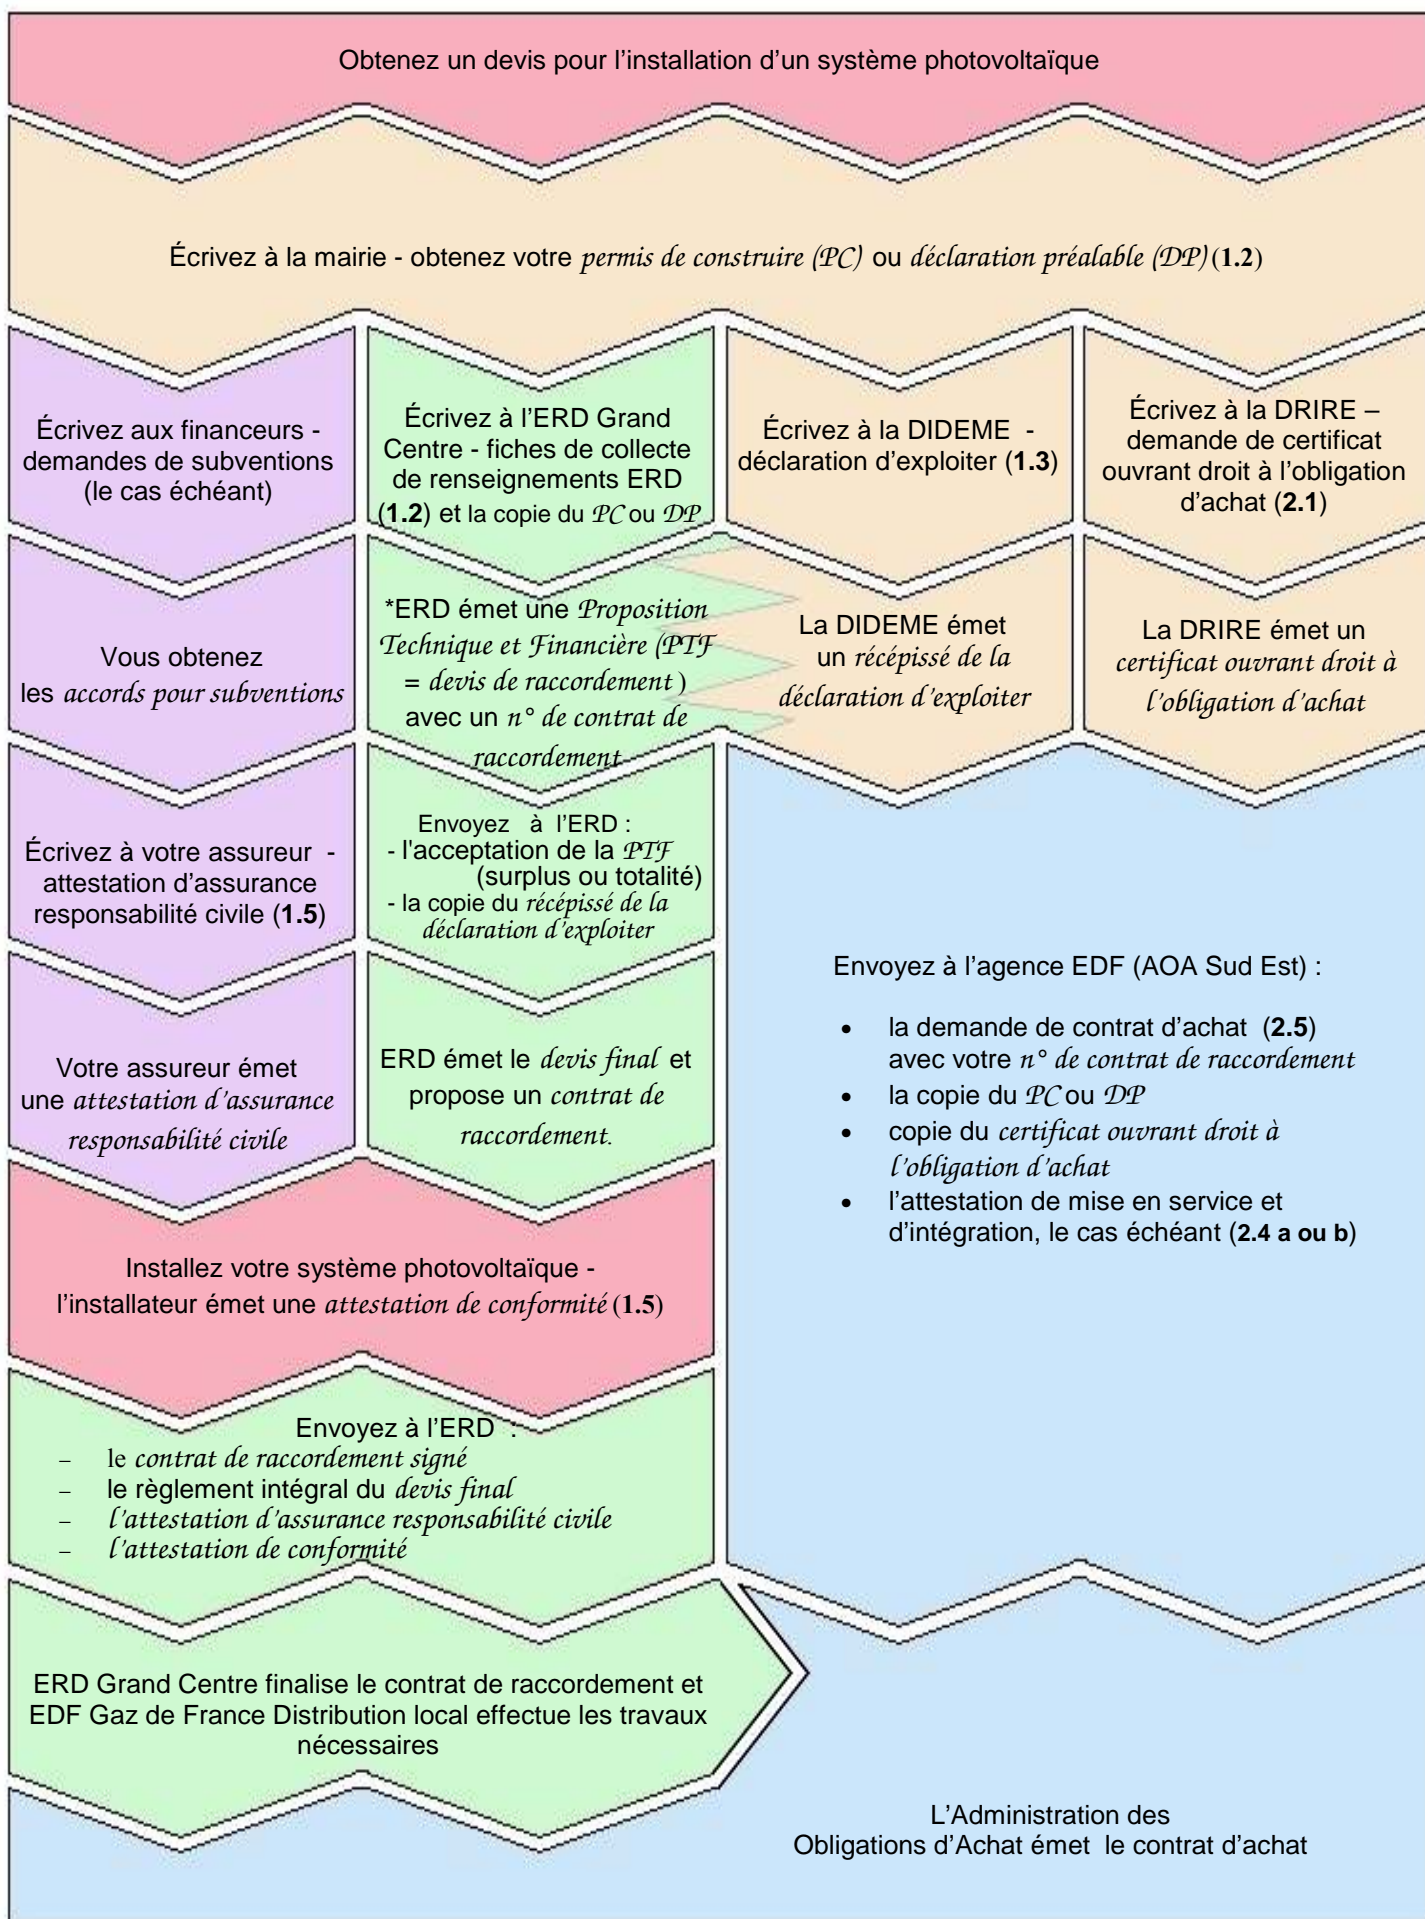 Obtenez un devis pour l'installation d'un système photovoltaïque
Écrivez à la mairie - obtenez votre permis de construire (PC) ou déclaration préalable (DP) (1.2)
Écrivez aux financeurs -
demandes de subventions
(le cas échéant)
Écrivez à l'ERD Grand
Centre - fiches de collecte
de renseignements ERD
(1.2) et la copie du PC ou DP
Écrivez à la DIDEME -
déclaration d'exploiter (1.3)
Écrivez à la DRIRE –
demande de certificat
ouvrant droit à l'obligation
d'achat (2.1)
Vous obtenez
les accords pour subventions
*ERD émet une Proposition
Technique et Financière (PTF
= devis de raccordement )
avec un n° de contrat de
raccordement
La DIDEME émet
un récépissé de la
déclaration d'exploiter
La DRIRE émet un
certificat ouvrant droit à
l'obligation d'achat
Écrivez à votre assureur -
attestation d'assurance
responsabilité civile (1.5)
Envoyez à l'ERD :
- l'acceptation de la PTF
(surplus ou totalité)
- la copie du récépissé de la
déclaration d'exploiter
Votre assureur émet
une attestation d'assurance
responsabilité civile
ERD émet le devis final et
propose un contrat de
raccordement.
Envoyez à l'agence EDF (AOA Sud Est) :
• la demande de contrat d'achat (2.5)
avec votre n° de contrat de raccordement
• la copie du PC ou DP
• copie du certificat ouvrant droit à
l'obligation d'achat
• l'attestation de mise en service et
d'intégration, le cas échéant (2.4 a ou b)
Installez votre système photovoltaïque -
l'installateur émet une attestation de conformité (1.5)
Envoyez à l'ERD :
– le contrat de raccordement signé
– le règlement intégral du devis final
– l'attestation d'assurance responsabilité civile
– l'attestation de conformité
ERD Grand Centre finalise le contrat de raccordement et
EDF Gaz de France Distribution local effectue les travaux
nécessaires
L'Administration des
Obligations d'Achat émet le contrat d'achat